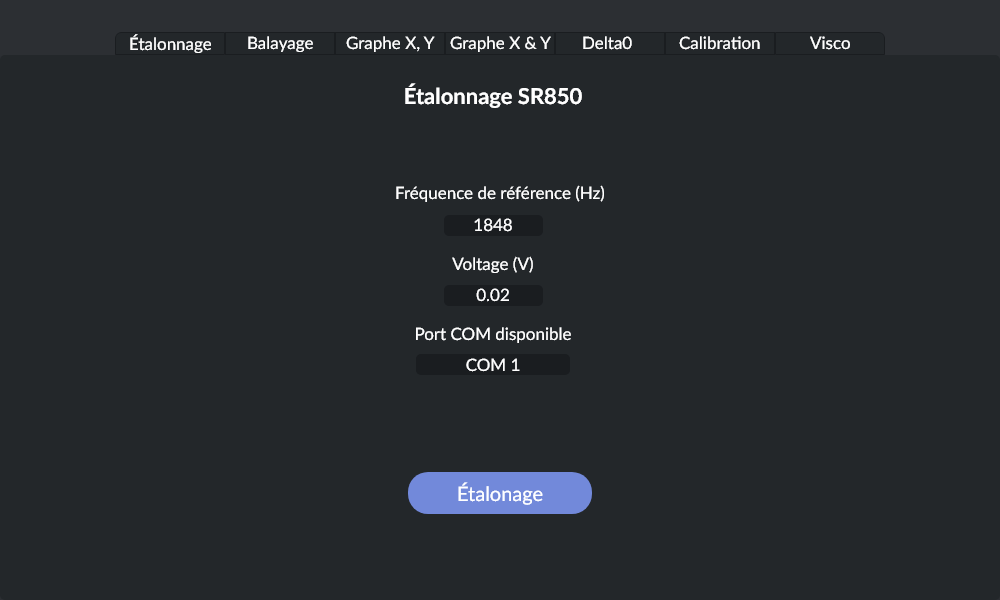 Étalonnage Balayage Graphe X, Y Graphe X & Y Delta0 Calibration Visco
Étalonnage SR850
Fréquence de référence (Hz)
1848
Voltage (V)
0.02
Port COM disponible
COM 1
Étalonage